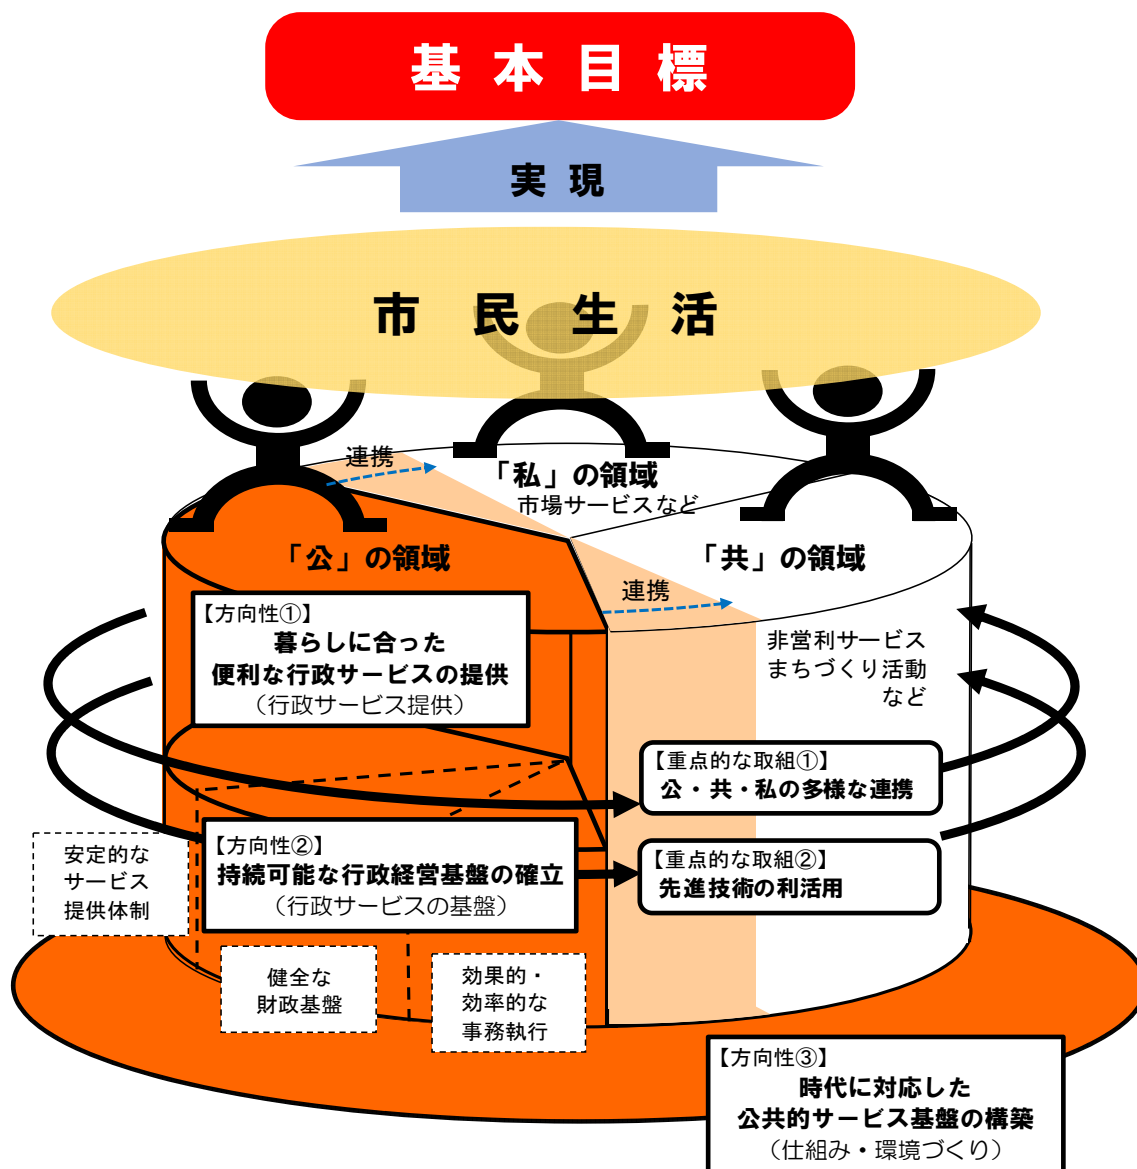 基本目標
実現
市民生活
連携
「私」の領域
市場サービスなど
「公」の領域
「共」の領域
連携
【方向性①】
暮らしに合った
便利な行政サービスの提供
（行政サービス提供）
非営利サービス
まちづくり活動
など
【重点的な取組①】
公・共・私の多様な連携
【方向性②】
持続可能な行政経営基盤の確立
（行政サービスの基盤）
【重点的な取組②】
先進技術の利活用
安定的な
サービス
提供体制
健全な
財政基盤
効果的・
効率的な
事務執行
【方向性③】
時代に対応した
公共的サービス基盤の構築
（仕組み・環境づくり）